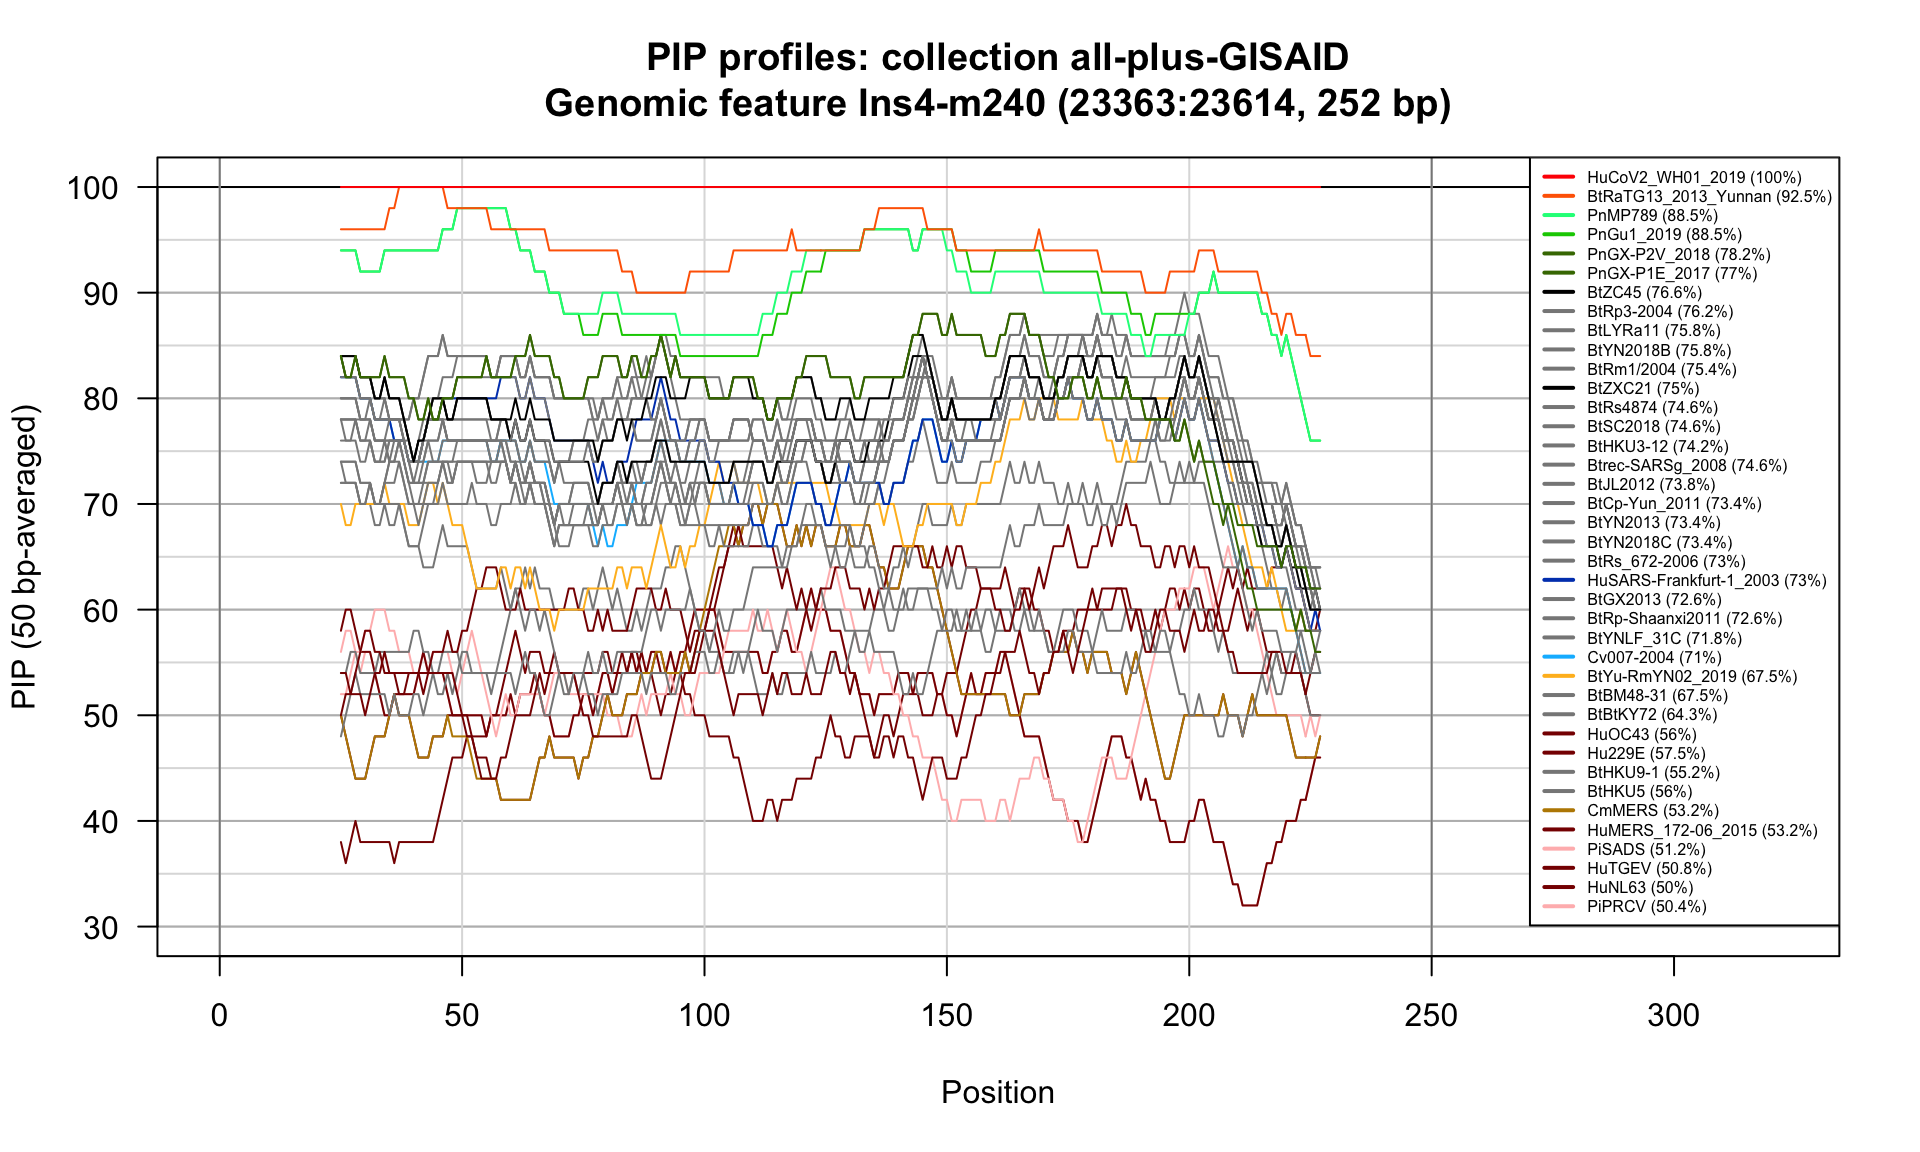 PIP profiles: collection all-plus-GISAID
Genomic feature Ins4-m240 (23363:23614, 252 bp)
PIP (50 bp-averaged)
100
90
80
70
60
50
40
30
HuCoV2_WH01_2019 (100%)
BtRaTG13_2013_Yunnan (92.5%)
PnMP789 (88.5%)
PnGu1_2019 (88.5%)
PnGX-P2V_2018 (78.2%)
PnGX-P1E_2017 (77%)
BtZC45 (76.6%)
BtRp3-2004 (76.2%)
BtLYRa11 (75.8%)
BtYN2018B (75.8%)
BtRm1/2004 (75.4%)
BtZXC21 (75%)
BtRs4874 (74.6%)
BtSC2018 (74.6%)
BtHKU3-12 (74.2%)
Btrec-SARSg_2008 (74.6%)
BtJL2012 (73.8%)
BtCp-Yun_2011 (73.4%)
BtYN2013 (73.4%)
BtYN2018C (73.4%)
BtRs_672-2006 (73%)
HuSARS-Frankfurt-1_2003 (73%)
BtGX2013 (72.6%)
BtRp-Shaanxi2011 (72.6%)
BtYNLF_31C (71.8%)
Cv007-2004 (71%)
BtYu-RmYN02_2019 (67.5%)
BtBM48-31 (67.5%)
BtBtKY72 (64.3%)
HuOC43 (56%)
Hu229E (57.5%)
BtHKU9-1 (55.2%)
BtHKU5 (56%)
CmMERS (53.2%)
HuMERS_172-06_2015 (53.2%)
PiSADS (51.2%)
HuTGEV (50.8%)
HuNL63 (50%)
PiPRCV (50.4%)
0
50
100
150
200
250
300
Position